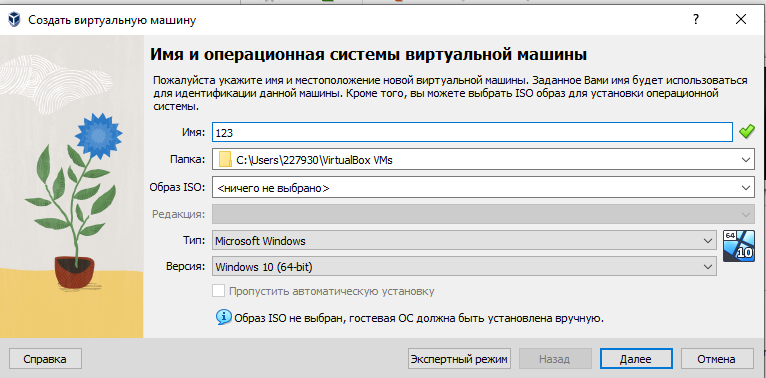 Создать виртуальную машину
Имя и операционная системы виртуальной машины
Пожалуйста укажите имя и местоположение новой виртуальной машины. Заданное Вами имя будет использоваться
для идентификации данной машины. Кроме того, вы можете выбрать ISO образ для установки операционной
системы.
Имя: 123
Папка: C:\Users\227930\VirtualBox VMs
Образ ISO: <ничего не выбрано>
Редакция:
Тип: Microsoft Windows 64
Версия: Windows 10 (64-bit) 10
Пропустить автоматическую установку
Образ ISO не выбран, гостевая ОС должна быть установлена вручную.
Справка Экспертный режим Назад Далее Отмена